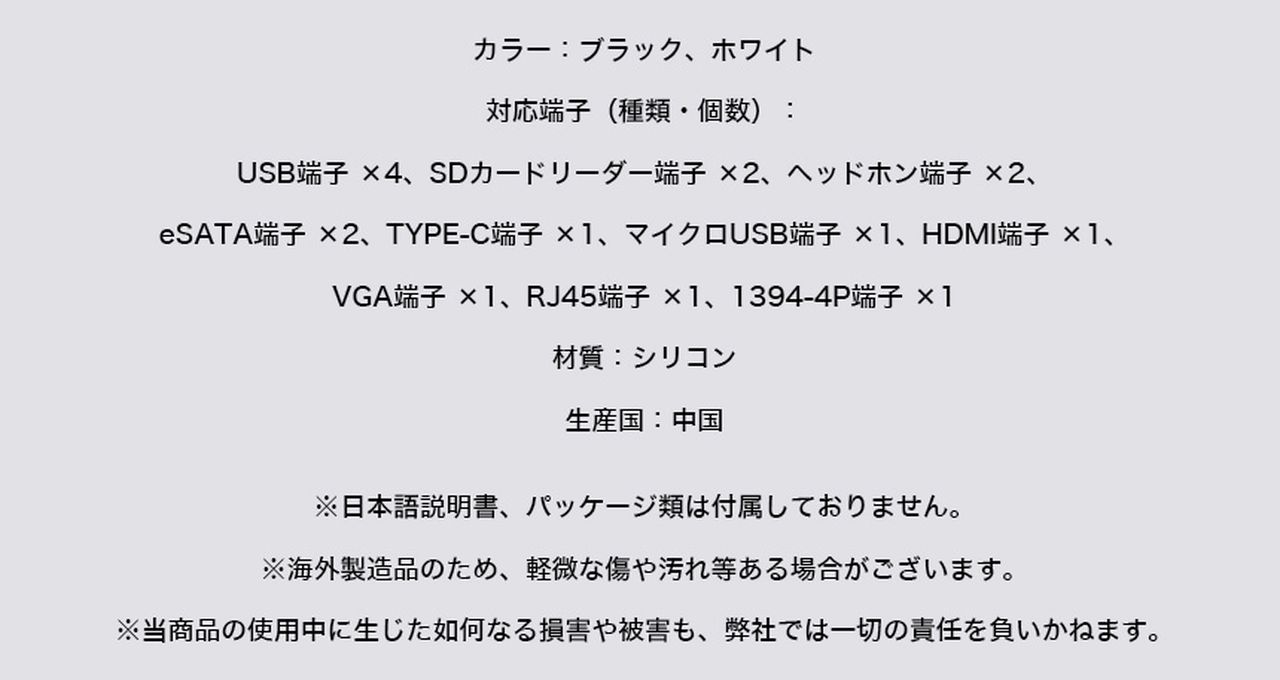 カラー：ブラック、ホワイト
対応端子（種類・個数）：
USB端子 ×4、SDカードリーダー端子 ×2、ヘッドホン端子 ×2、
eSATA端子 ×2、TYPE-C端子 ×1、マイクロUSB端子 ×1、HDMI端子 ×1、
VGA端子 ×1、RJ45端子 ×1、1394-4P端子 ×1
材質：シリコン
生産国：中国
※日本語説明書、パッケージ類は付属しておりません。
※海外製造品のため、軽微な傷や汚れ等ある場合がございます。
※当商品の使用中に生じた如何なる損害や被害も、弊社では一切の責任を負いかねます。